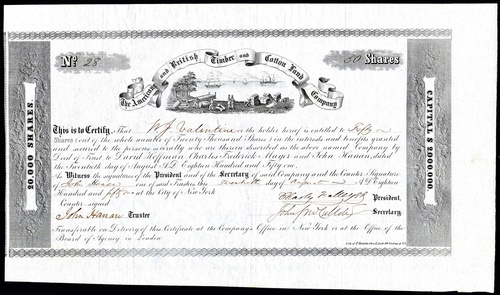 No 28
50 Shares
The American and British Timber and Cotton Land Company
20,000 SHARES.
CAPITAL $ 2,000,000.
This is to Certify, That W J Valentine is the holder hereof is entitled to Fifty
Shares (out of the stated number of Twenty Thousand Shares) in the interests and benefits granted
and secured to the persons severally who are therein described as the above named Company by
Deed of Trust to David Hoffman, Charles Frederick Mayer and John Hanan, dated
the Twentieth day of August A.D. Eighteen Hundred and Fifty one.
Witness the signatures of the President and of the Secretary of said Company and the Counter Signature
of John Hanan one of said Trustees this day of August A.D. Eighteen
Hundred and fifty at the City of New York
Counter signed
President,
John Hanan Trustee
Secretary.
Transferable on Delivery of this Certificate at the Company's Office in New York or at the Office of the
Board of Agency in London